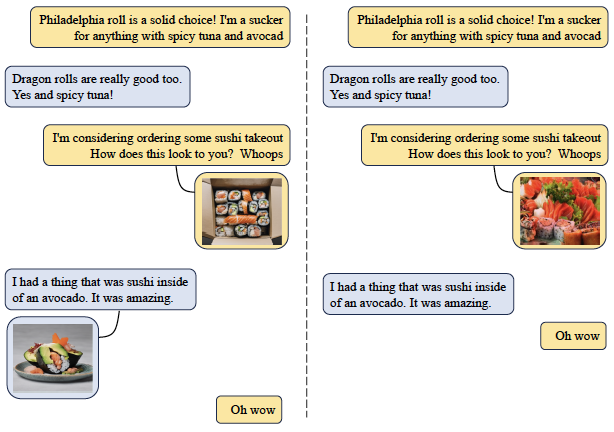 Philadelphia roll is a solid choice! I'm a sucker
for anything with spicy tuna and avocad
Dragon rolls are really good too.
Yes and spicy tuna!
I'm considering ordering some sushi takeout
How does this look to you?  Whoops
I had a thing that was sushi inside
of an avocado. It was amazing.
Oh wow
Philadelphia roll is a solid choice! I'm a sucker
for anything with spicy tuna and avocad
Dragon rolls are really good too.
Yes and spicy tuna!
I'm considering ordering some sushi takeout
How does this look to you?  Whoops
I had a thing that was sushi inside
of an avocado. It was amazing.
Oh wow